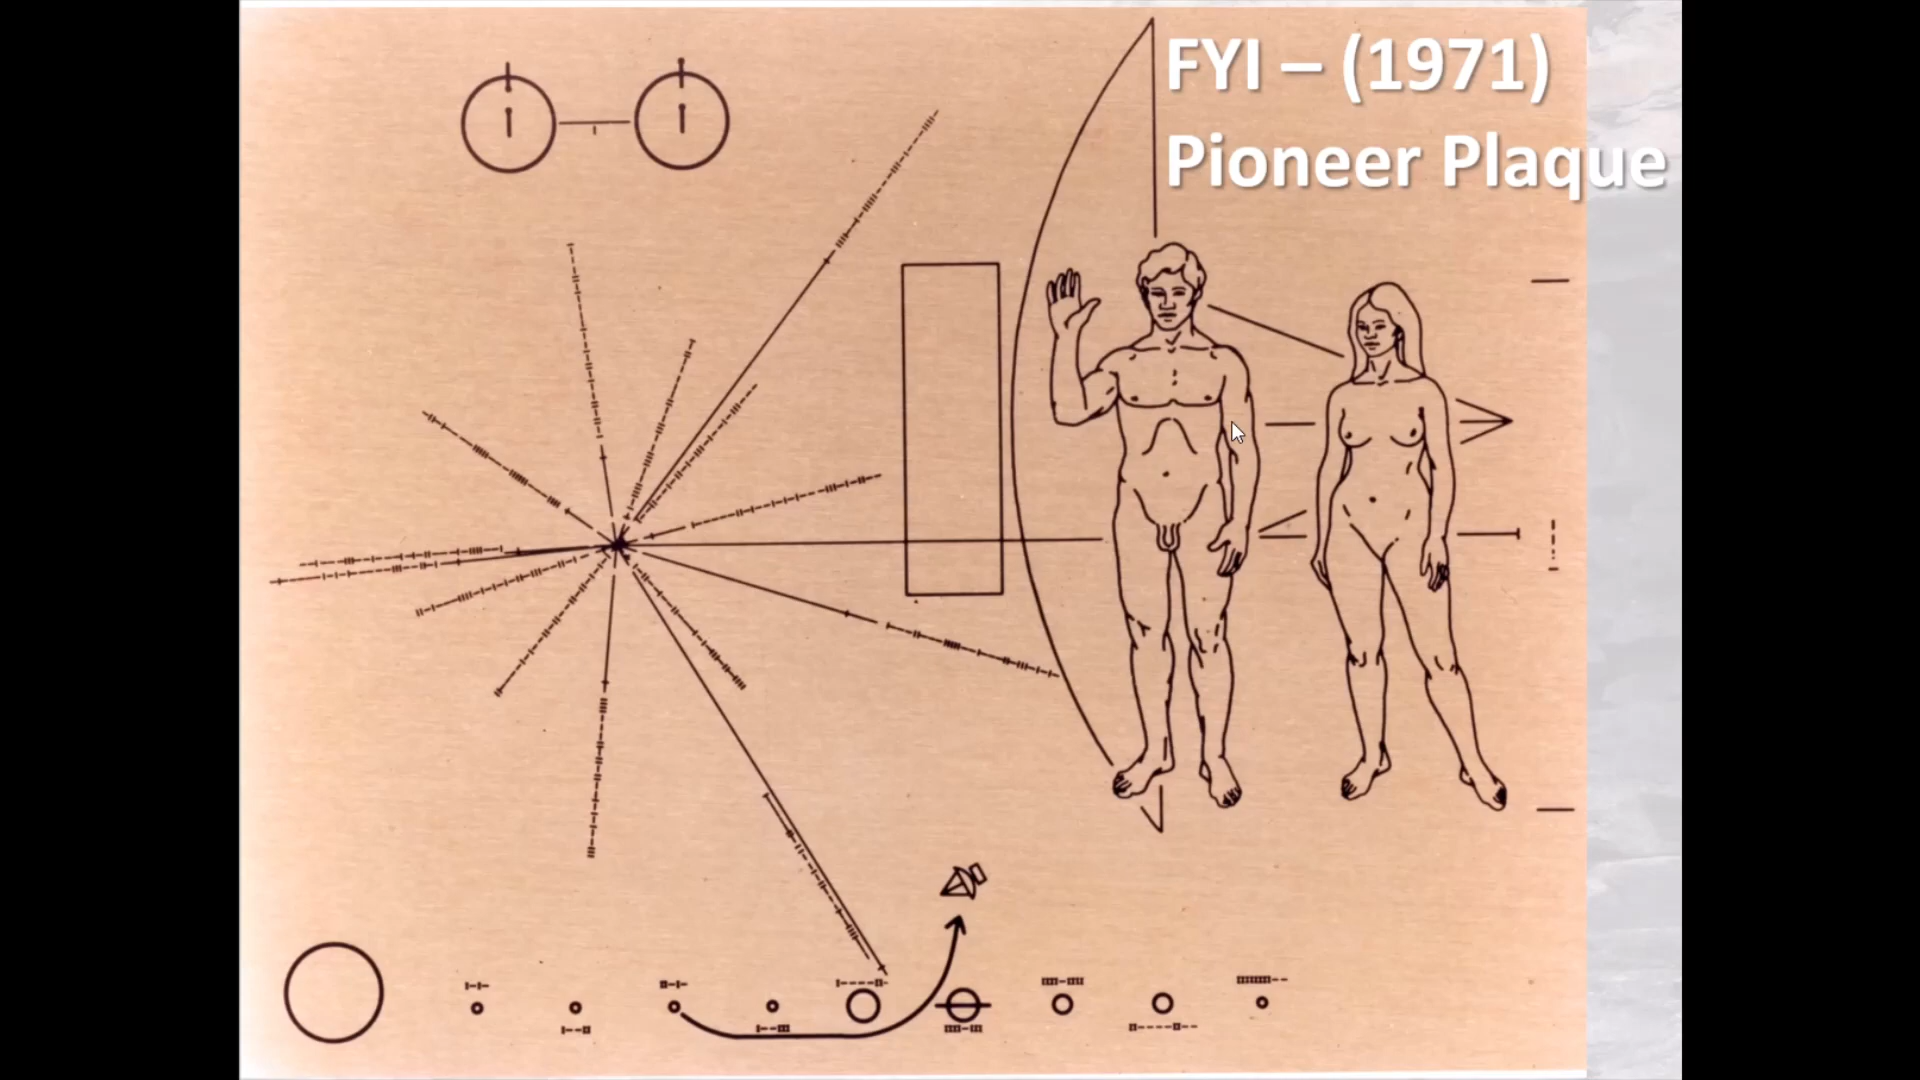 FYI – (1971)
Pioneer Plaque